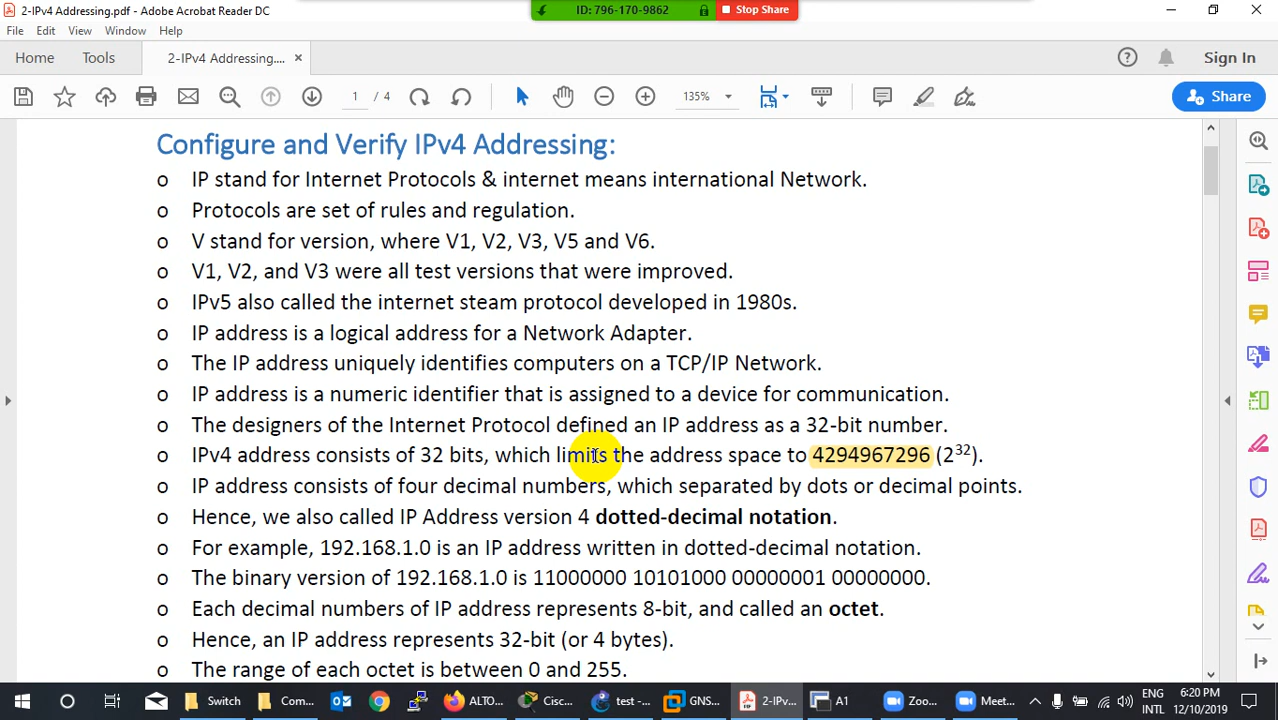 2-IPv4 Addressing.pdf - Adobe Acrobat Reader DC
ID: 796-170-9862
Stop Share
File Edit View Window Help
Home Tools 2-IPv4 Addressing.... ×
Sign In
1 / 4
135%
Share
Configure and Verify IPv4 Addressing:
o IP stand for Internet Protocols & internet means international Network.
o Protocols are set of rules and regulation.
o V stand for version, where V1, V2, V3, V5 and V6.
o V1, V2, and V3 were all test versions that were improved.
o IPv5 also called the internet steam protocol developed in 1980s.
o IP address is a logical address for a Network Adapter.
o The IP address uniquely identifies computers on a TCP/IP Network.
o IP address is a numeric identifier that is assigned to a device for communication.
o The designers of the Internet Protocol defined an IP address as a 32-bit number.
o IPv4 address consists of 32 bits, which limits the address space to 4294967296 (2³²).
o IP address consists of four decimal numbers, which separated by dots or decimal points.
o Hence, we also called IP Address version 4 dotted-decimal notation.
o For example, 192.168.1.0 is an IP address written in dotted-decimal notation.
o The binary version of 192.168.1.0 is 11000000 10101000 00000001 00000000.
o Each decimal numbers of IP address represents 8-bit, and called an octet.
o Hence, an IP address represents 32-bit (or 4 bytes).
o The range of each octet is between 0 and 255.
Switch Com... ALTO... Cisc... test -... GNS... 2-IPv... A1 Zoo... Meet...
ENG 6:20 PM
INTL 12/10/2019